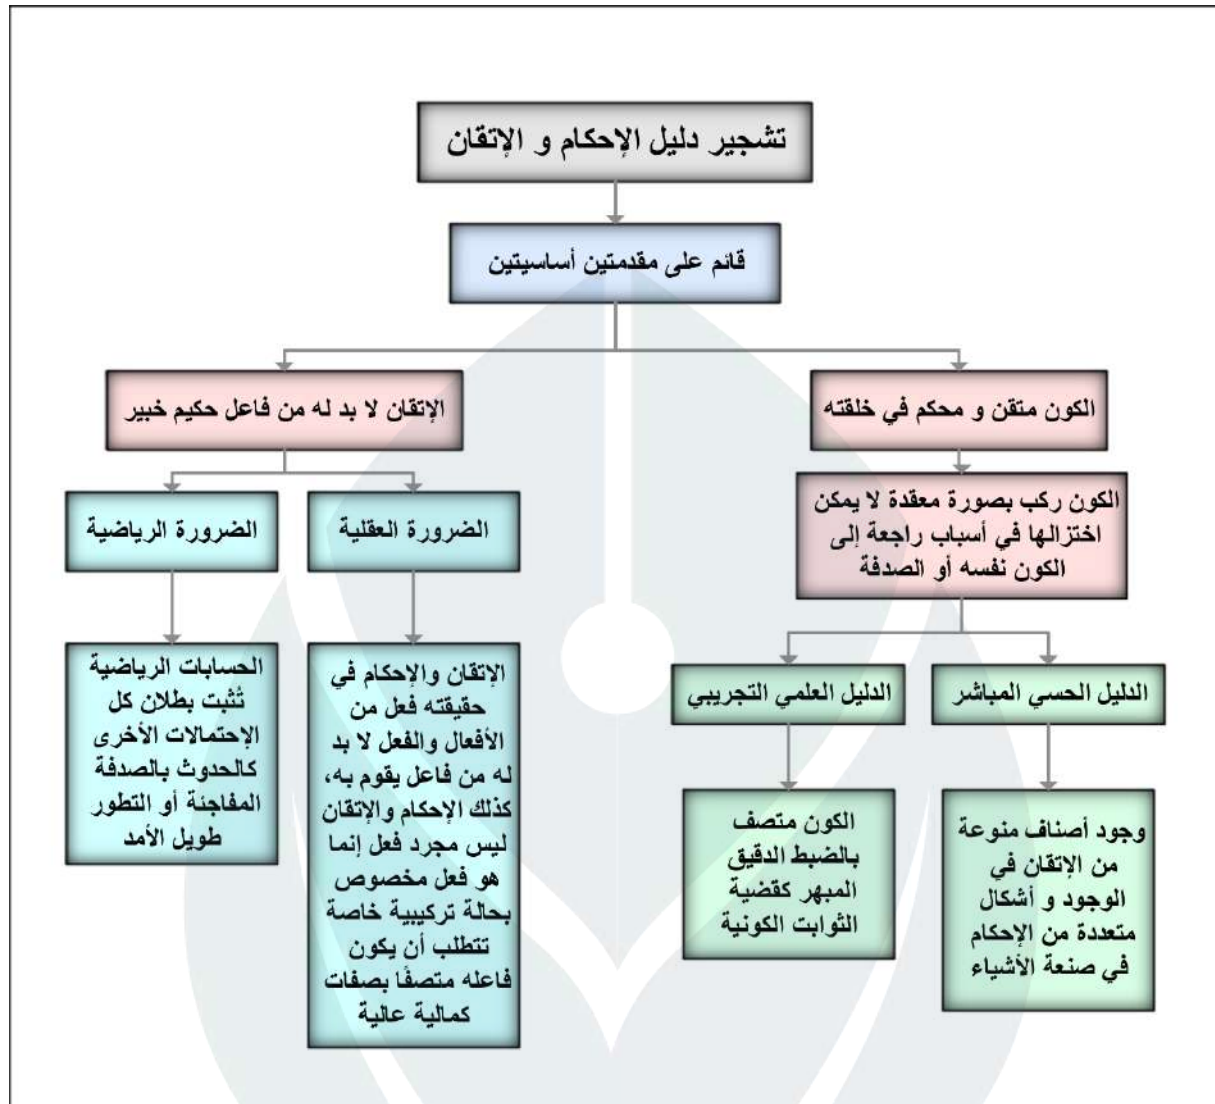 تشجير دليل الإحكام و الإتقان
قائم على مقدمتين أساسيتين
الكون متقن و محكم في خلقته
الكون ركب بصورة معقدة لا يمكن
اختزالها في أسباب راجعة إلى
الكون نفسه أو الصدفة
الدليل الحسي المباشر
وجود أصناف منوعة
من الإتقان في
الوجود و أشكال
متعددة من الإحكام
في صنعة الأشياء
الدليل العلمي التجريبي
الكون متصف
بالضبط الدقيق
المبهر كقضية
الثوابت الكونية
الإتقان لا بد له من فاعل حكيم خبير
الضرورة العقلية
الإتقان والإحكام في
حقيقته فعل من
الأفعال والفعل لا بد
له من فاعل يقوم به،
كذلك الإحكام والإتقان
ليس مجرد فعل إنما
هو فعل مخصوص
بحالة تركيبية خاصة
تتطلب أن يكون
فاعله متصفًا بصفات
كمالية عالية
الضرورة الرياضية
الحسابات الرياضية
تُثبت بطلان كل
الإحتمالات الأخرى
كالحدوث بالصدفة
المفاجئة أو التطور
طويل الأمد